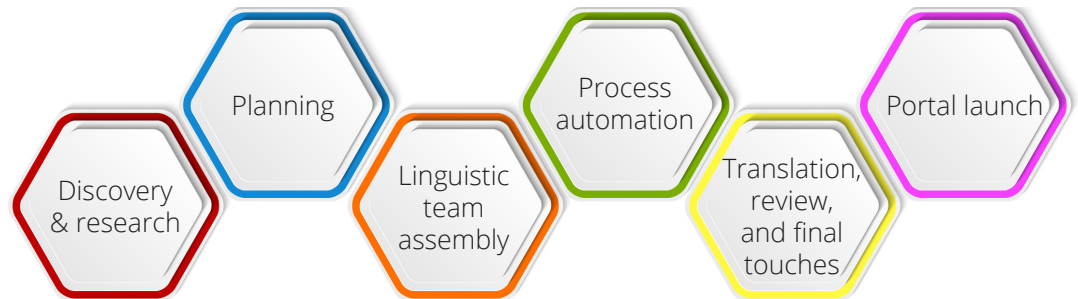 Discovery
& research
Planning
Linguistic
team
assembly
Process
automation
Translation,
review,
and final
touches
Portal launch